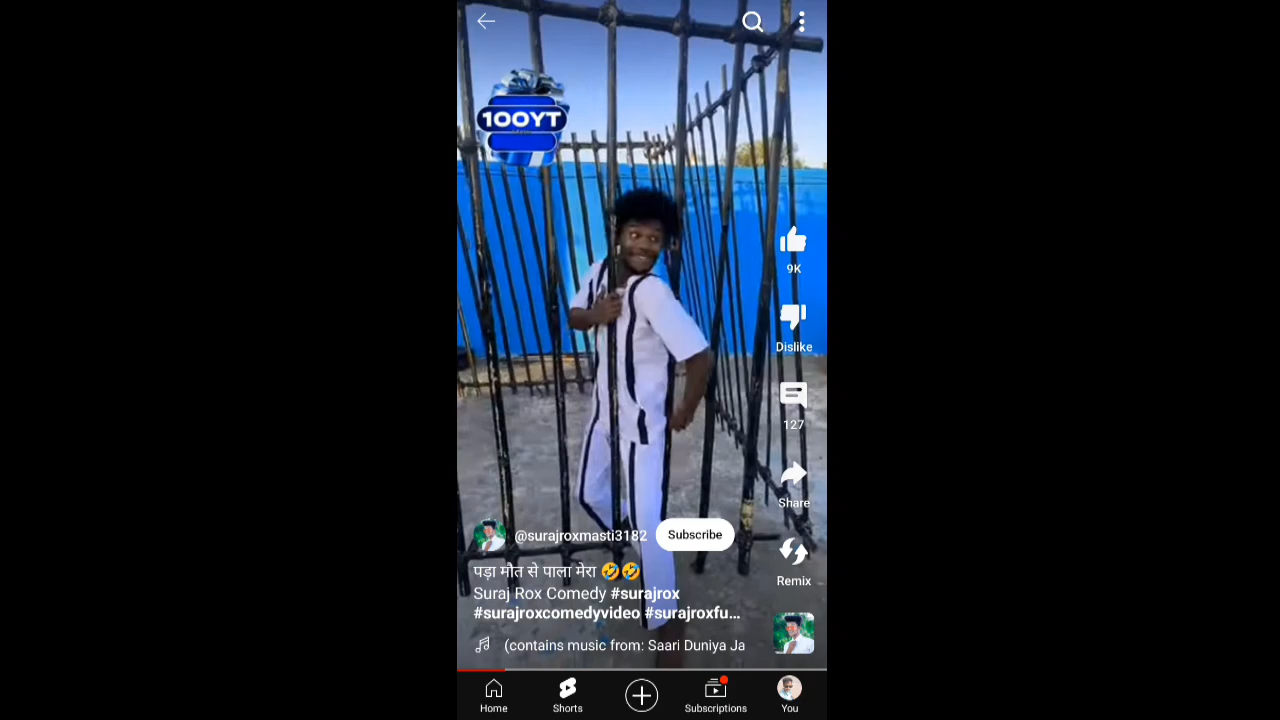 100YT
9K
Dislike
127
Share
@surajroxmasti3182 Subscribe
Remix
पड़ा मौत से पाला मेरा 🤣🤣
Suraj Rox Comedy #surajrox
#surajroxcomedyvideo #surajroxfu...
(contains music from: Saari Duniya Ja
Home Shorts Subscriptions You